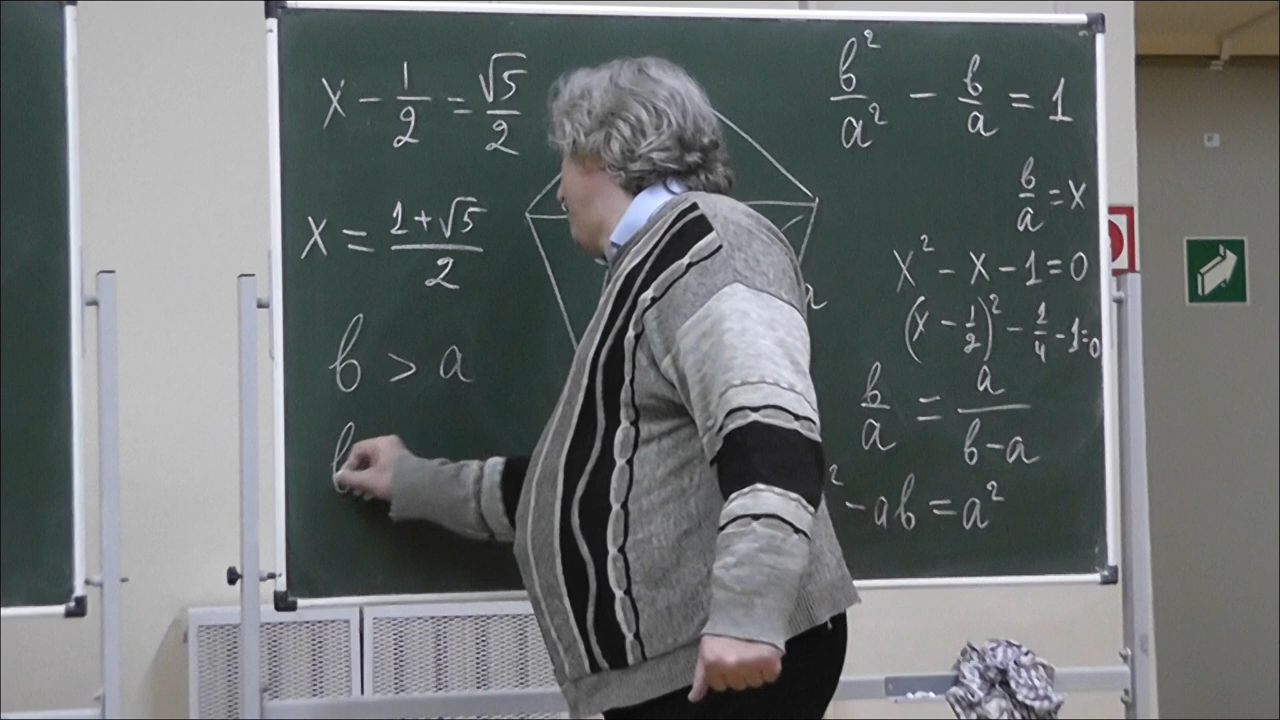 x - 1/2 = √5/2
x = (1+√5)/2
b > a
b
b²/a² - b/a = 1
b/a = x
x² - x - 1 = 0
(x - 1/2)² - 1/4 - 1 = 0
b/a = a/(b-a)
² - ab = a²
a